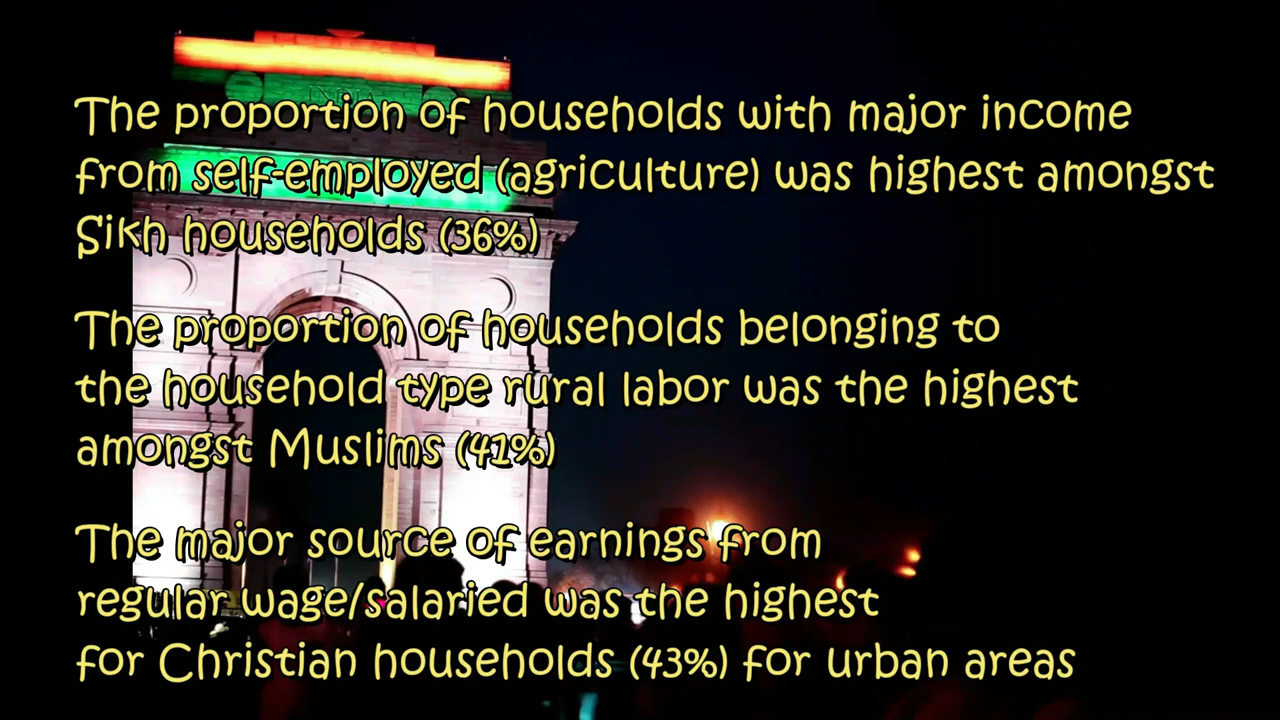 INDIA
The proportion of households with major income
from self-employed (agriculture) was highest amongst
Sikh households (36%)
The proportion of households belonging to
the household type rural labor was the highest
amongst Muslims (41%)
The major source of earnings from
regular wage/salaried was the highest
for Christian households (43%) for urban areas